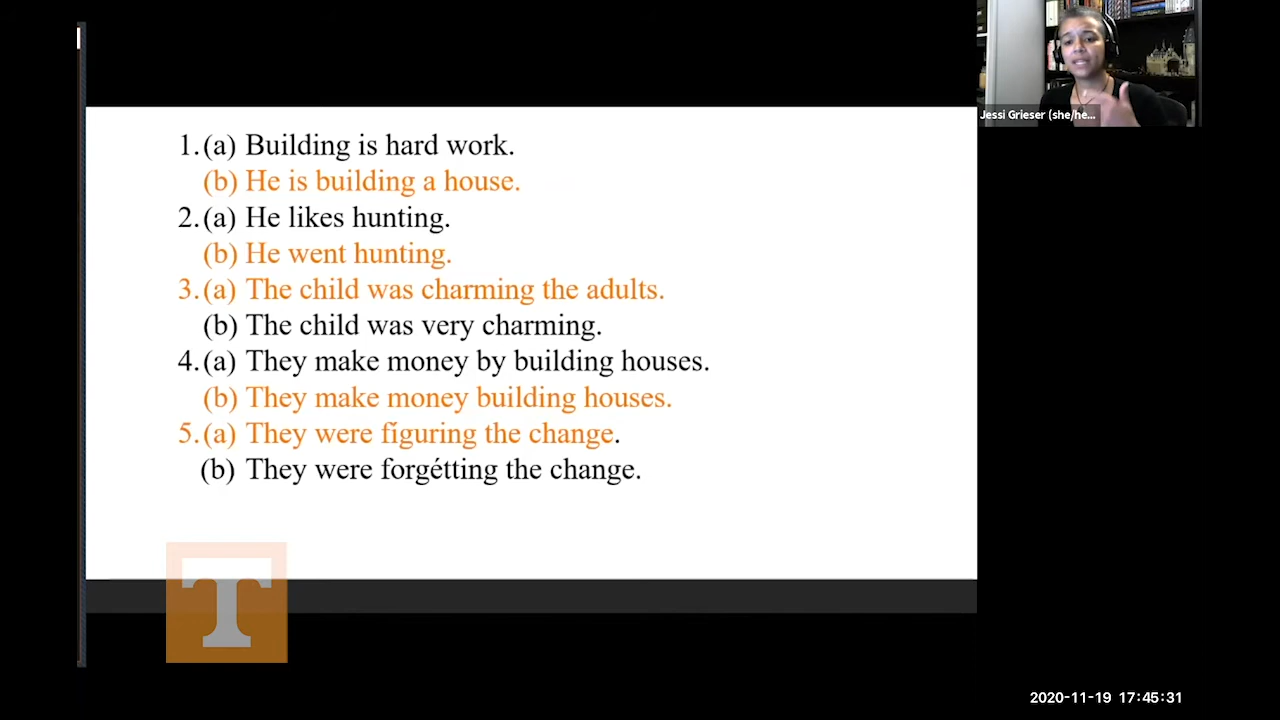 Jessi Grieser (she/he...
1.(a) Building is hard work.
(b) He is building a house.
2.(a) He likes hunting.
(b) He went hunting.
3.(a) The child was charming the adults.
(b) The child was very charming.
4.(a) They make money by building houses.
(b) They make money building houses.
5.(a) They were fíguring the change.
(b) They were forgétting the change.
T
2020-11-19 17:45:31